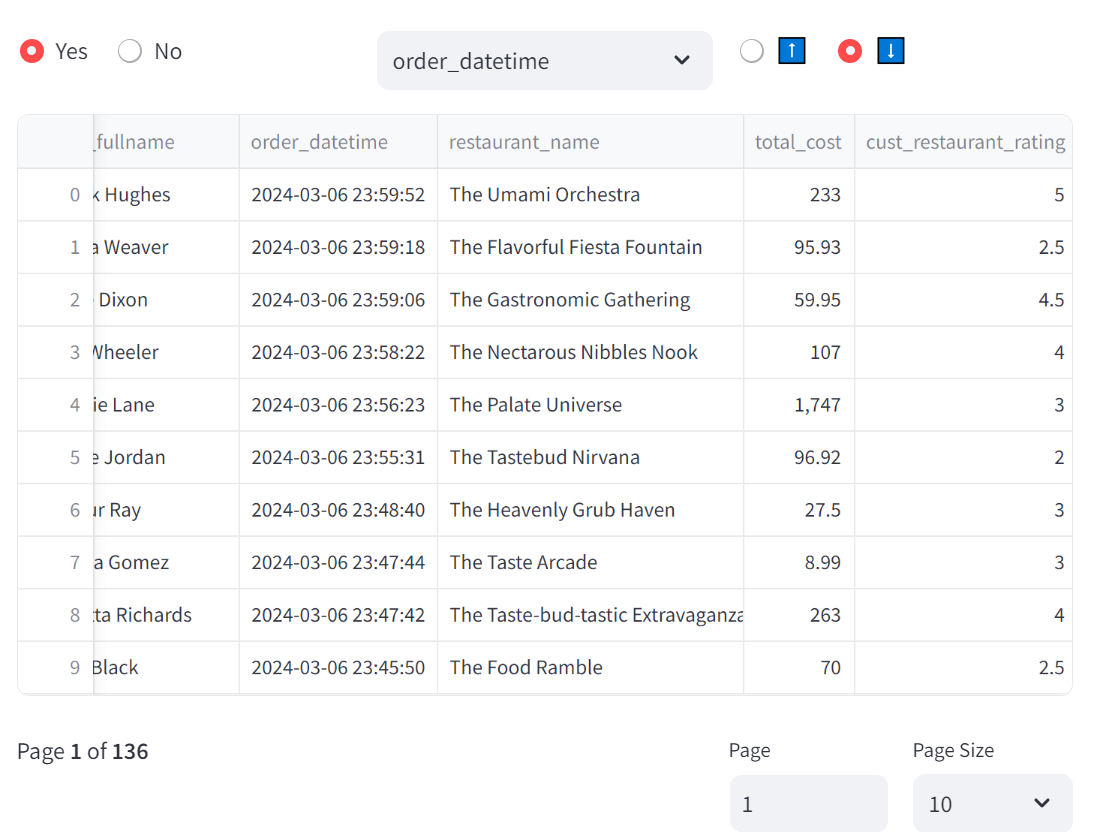 Yes No order_datetime ↑ ↓
_fullname order_datetime restaurant_name total_cost cust_restaurant_rating
0 k Hughes 2024-03-06 23:59:52 The Umami Orchestra 233 5
1 a Weaver 2024-03-06 23:59:18 The Flavorful Fiesta Fountain 95.93 2.5
2 Dixon 2024-03-06 23:59:06 The Gastronomic Gathering 59.95 4.5
3 Wheeler 2024-03-06 23:58:22 The Nectarous Nibbles Nook 107 4
4 ie Lane 2024-03-06 23:56:23 The Palate Universe 1,747 3
5 e Jordan 2024-03-06 23:55:31 The Tastebud Nirvana 96.92 2
6 ur Ray 2024-03-06 23:48:40 The Heavenly Grub Haven 27.5 3
7 a Gomez 2024-03-06 23:47:44 The Taste Arcade 8.99 3
8 ta Richards 2024-03-06 23:47:42 The Taste-bud-tastic Extravaganza 263 4
9 Black 2024-03-06 23:45:50 The Food Ramble 70 2.5
Page 1 of 136 Page Page Size
1 10